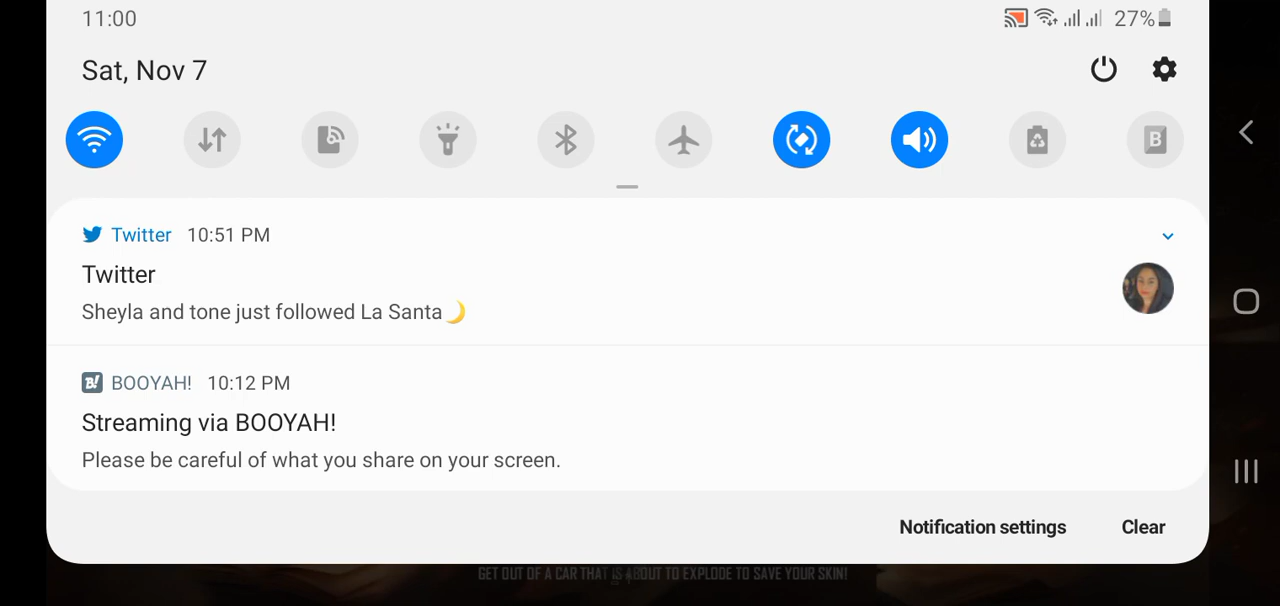 11:00
27%
Sat, Nov 7
B
Twitter 10:51 PM
Twitter
Sheyla and tone just followed La Santa🌙
B! BOOYAH! 10:12 PM
Streaming via BOOYAH!
Please be careful of what you share on your screen.
Notification settings Clear
GET OUT OF A CAR THAT IS ABOUT TO EXPLODE TO SAVE YOUR SKIN!